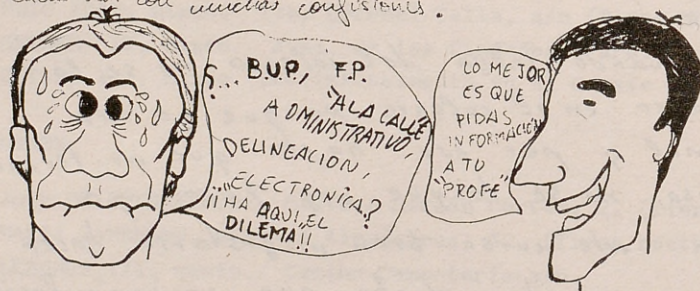 con muchas confusiones.
¿... B.U.P., F.P.
"A LA CALLE"
ADMINISTRATIVO,
DELINEACION,
...¡¡ELECTRONICA?
¡¡HA AQUI EL
DILEMA!!
LO MEJOR
ES QUE
PIDAS
INFORMACIÓN
A TU
"PROFE"